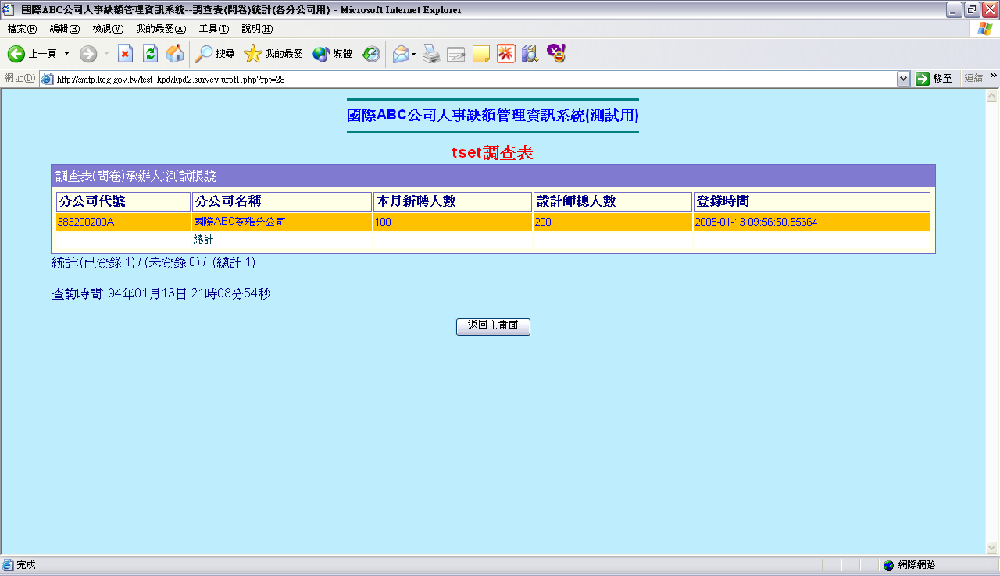 國際ABC公司人事缺額管理資訊系統--調查表(問卷)統計(各分公司用) - Microsoft Internet Explorer
檔案(F) 編輯(E) 檢視(V) 我的最愛(A) 工具(T) 說明(H)
上一頁 搜尋 我的最愛 媒體
網址(D) http://smtp.kcg.gov.tw/test_kpd/kpd2.survey.urpt1.php?rpt=28 移至 連結 »
國際ABC公司人事缺額管理資訊系統(測試用)
tset調查表
調查表(問卷)承辦人:測試帳號
分公司代號 分公司名稱 本月新聘人數 設計師總人數 登錄時間
383200200A 國際ABC苓雅分公司 100 200 2005-01-13 09:56:50.55664
總計
統計:(已登錄 1) / (未登錄 0) / (總計 1)
查詢時間: 94年01月13日 21時08分54秒
返回主畫面
完成 網際網路